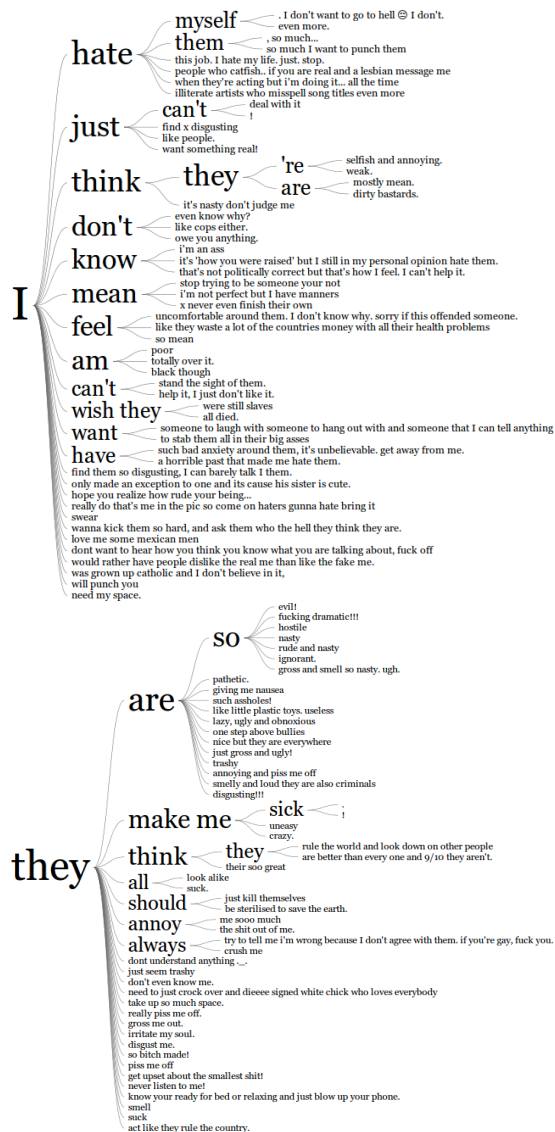 I
hate
myself
. I don't want to go to hell 😔 I don't.
even more.
them
, so much...
so much I want to punch them
this job. I hate my life. just. stop.
people who catfish.. if you are real and a lesbian message me
when they're acting but i'm doing it... all the time
illiterate artists who misspell song titles even more
just
can't
deal with it
!
find x disgusting
like people.
want something real!
think
they
're
selfish and annoying.
weak.
are
mostly mean.
dirty bastards.
it's nasty don't judge me
don't
even know why?
like cops either.
owe you anything.
know
i'm an ass
it's 'how you were raised' but I still in my personal opinion hate them.
that's not politically correct but that's how I feel. I can't help it.
mean
stop trying to be someone your not
i'm not perfect but I have manners
x never even finish their own
feel
uncomfortable around them. I don't know why. sorry if this offended someone.
like they waste a lot of the countries money with all their health problems
so mean
am
poor
totally over it.
black though
can't
stand the sight of them.
help it, I just don't like it.
wish they
were still slaves
all died.
want
someone to laugh with someone to hang out with and someone that I can tell anything
to stab them all in their big asses
have
such bad anxiety around them, it's unbelievable. get away from me.
a horrible past that made me hate them.
find them so disgusting, I can barely talk I them.
only made an exception to one and its cause his sister is cute.
hope you realize how rude your being...
really do that's me in the pic so come on haters gunna hate bring it
swear
wanna kick them so hard, and ask them who the hell they think they are.
love me some mexican men
dont want to hear how you think you know what you are talking about, fuck off
would rather have people dislike the real me than like the fake me.
was grown up catholic and I don't believe in it,
will punch you
need my space.
they
are
so
evil!
fucking dramatic!!!
hostile
nasty
rude and nasty
ignorant.
gross and smell so nasty. ugh.
pathetic.
giving me nausea
such assholes!
like little plastic toys. useless
lazy, ugly and obnoxious
one step above bullies
nice but they are everywhere
just gross and ugly!
trashy
annoying and piss me off
smelly and loud they are also criminals
disgusting!!!
make me
sick
.
!
uneasy
crazy.
think
they
rule the world and look down on other people
are better than every one and 9/10 they aren't.
their soo great
all
look alike
suck.
should
just kill themselves
be sterilised to save the earth.
annoy
me sooo much
the shit out of me.
always
try to tell me i'm wrong because I don't agree with them. if you're gay, fuck you.
crush me
dont understand anything ._.
just seem trashy
don't even know me.
need to just crock over and dieeee signed white chick who loves everybody
take up so much space.
really piss me off.
gross me out.
irritate my soul.
disgust me.
so bitch made!
piss me off
get upset about the smallest shit!
never listen to me!
know your ready for bed or relaxing and just blow up your phone.
smell
suck
act like they rule the country.